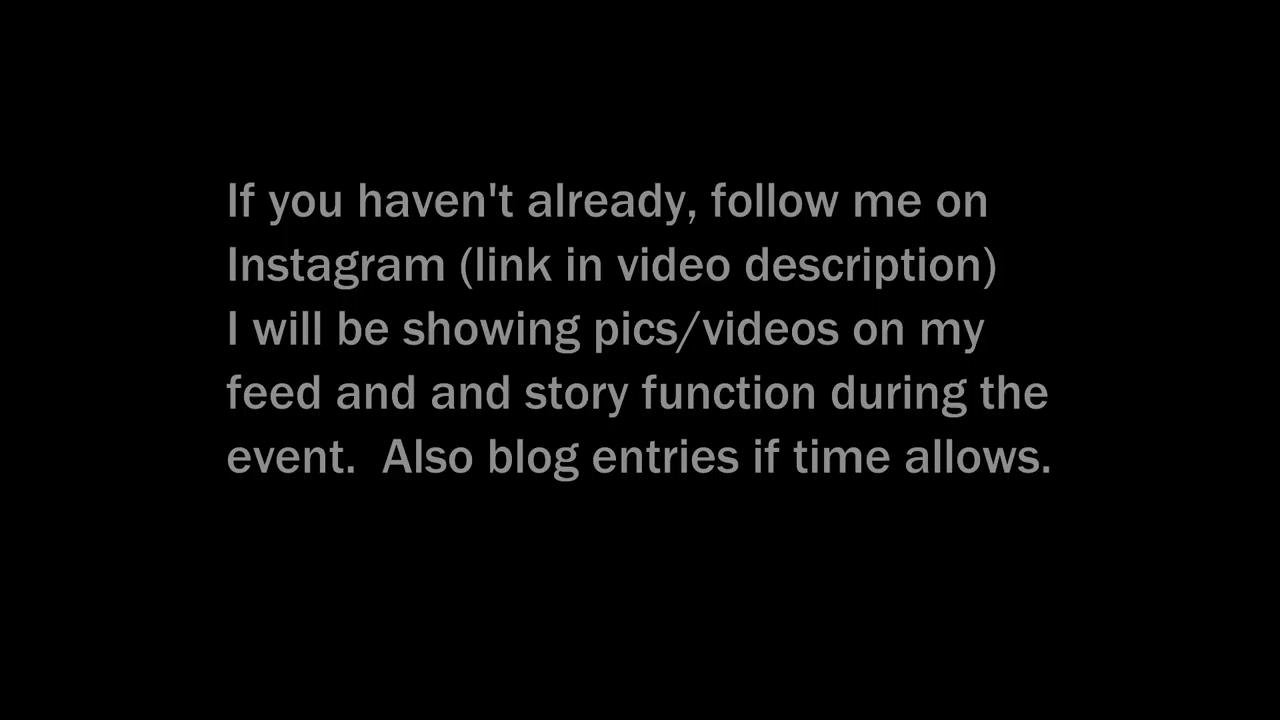 If you haven't already, follow me on
Instagram (link in video description)
I will be showing pics/videos on my
feed and and story function during the
event.  Also blog entries if time allows.